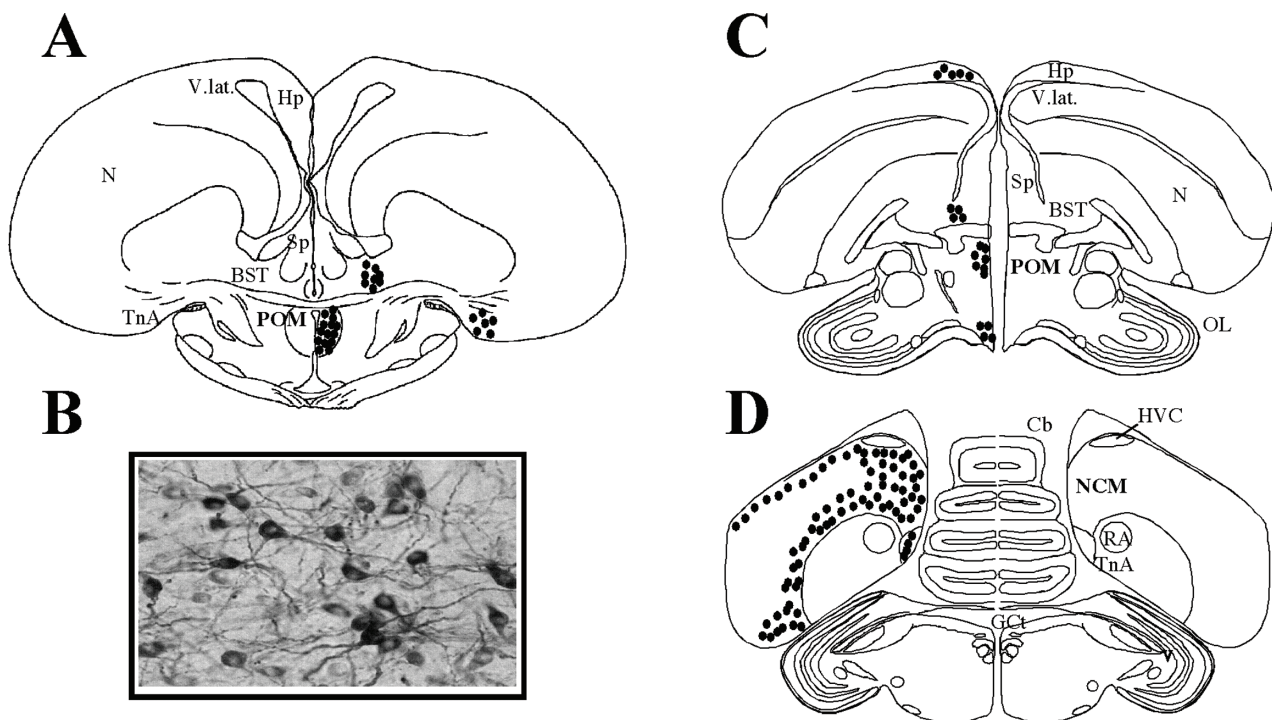 A
V.lat.
Hp
N
Sp
BST
TnA
POM
B
C
Hp
V.lat.
Sp
N
BST
POM
OL
D
Cb
HVC
NCM
RA
TnA
GCt
V